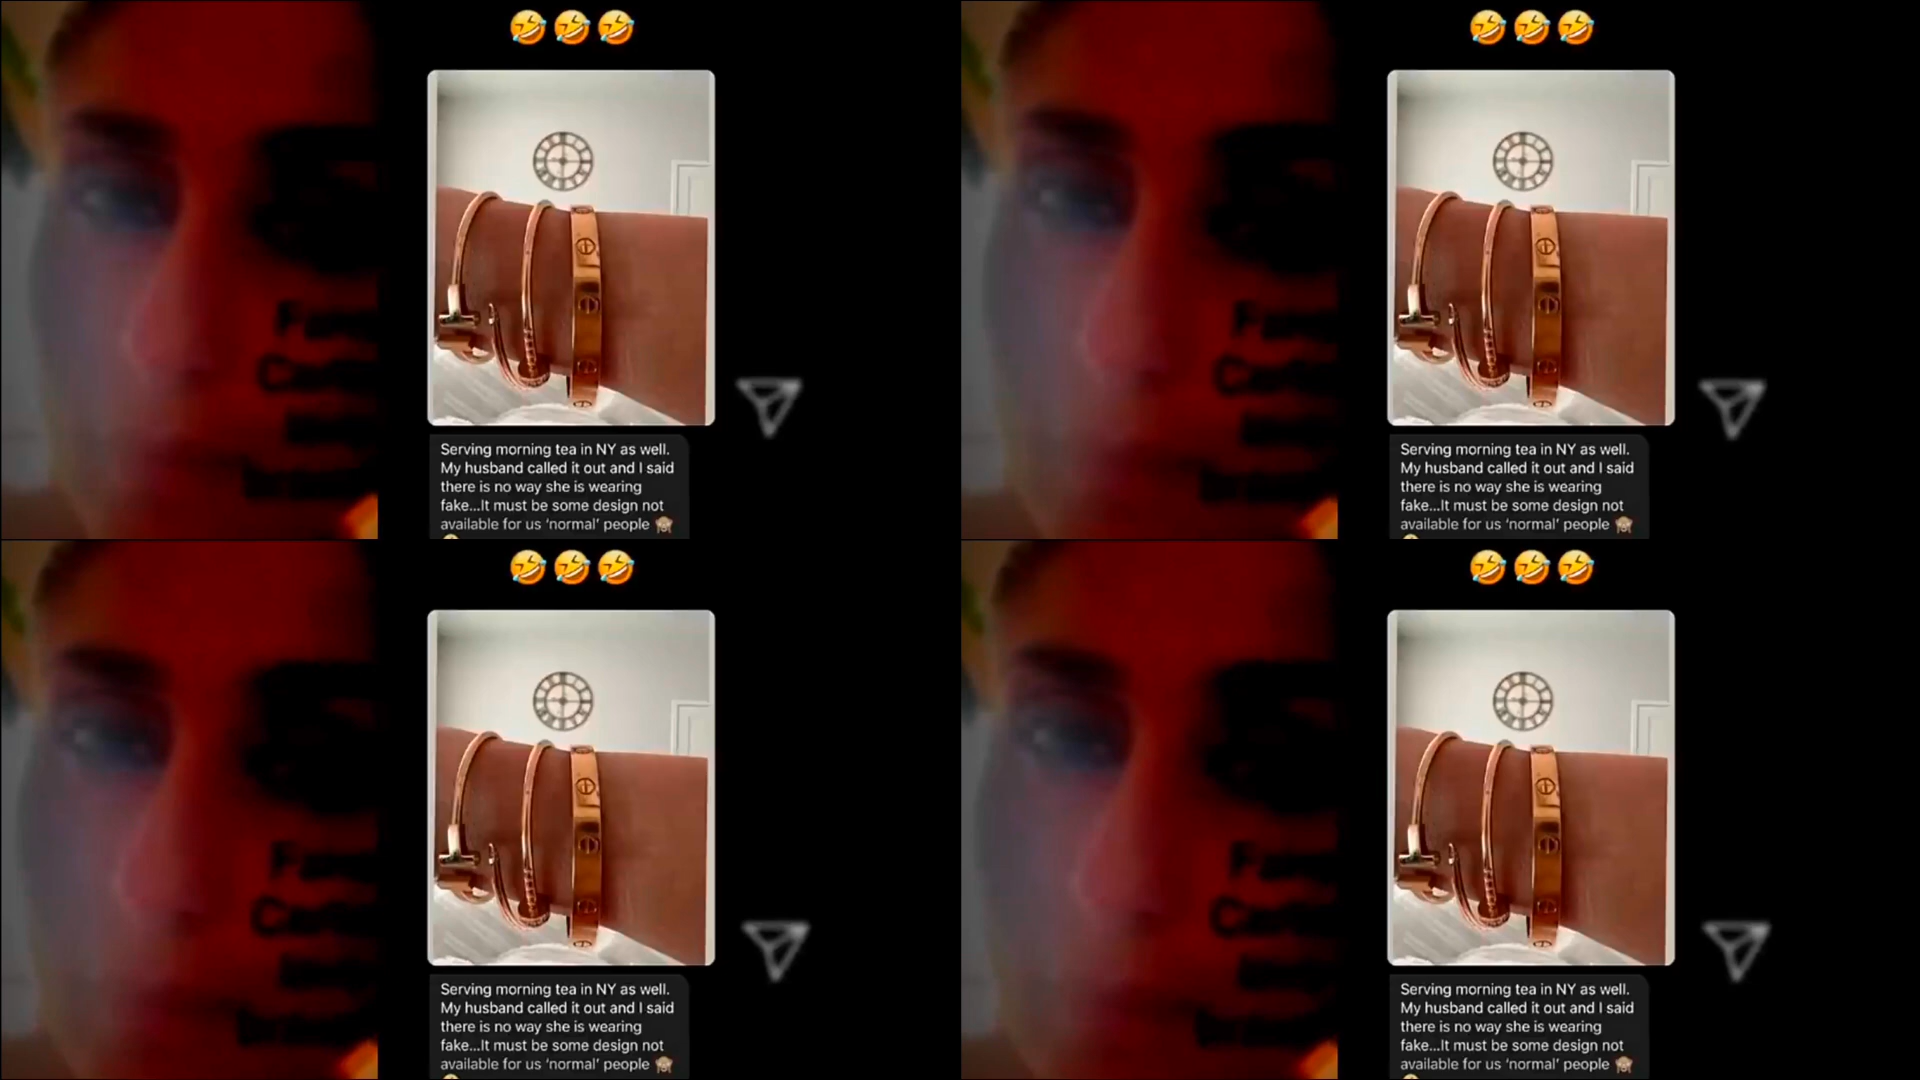 🤣🤣🤣
Serving morning tea in NY as well.
My husband called it out and I said
there is no way she is wearing
fake...It must be some design not
available for us ‘normal’ people 🙈
🤣🤣🤣
Serving morning tea in NY as well.
My husband called it out and I said
there is no way she is wearing
fake...It must be some design not
available for us ‘normal’ people 🙈
🤣🤣🤣
Serving morning tea in NY as well.
My husband called it out and I said
there is no way she is wearing
fake...It must be some design not
available for us ‘normal’ people 🙈
🤣🤣🤣
Serving morning tea in NY as well.
My husband called it out and I said
there is no way she is wearing
fake...It must be some design not
available for us ‘normal’ people 🙈